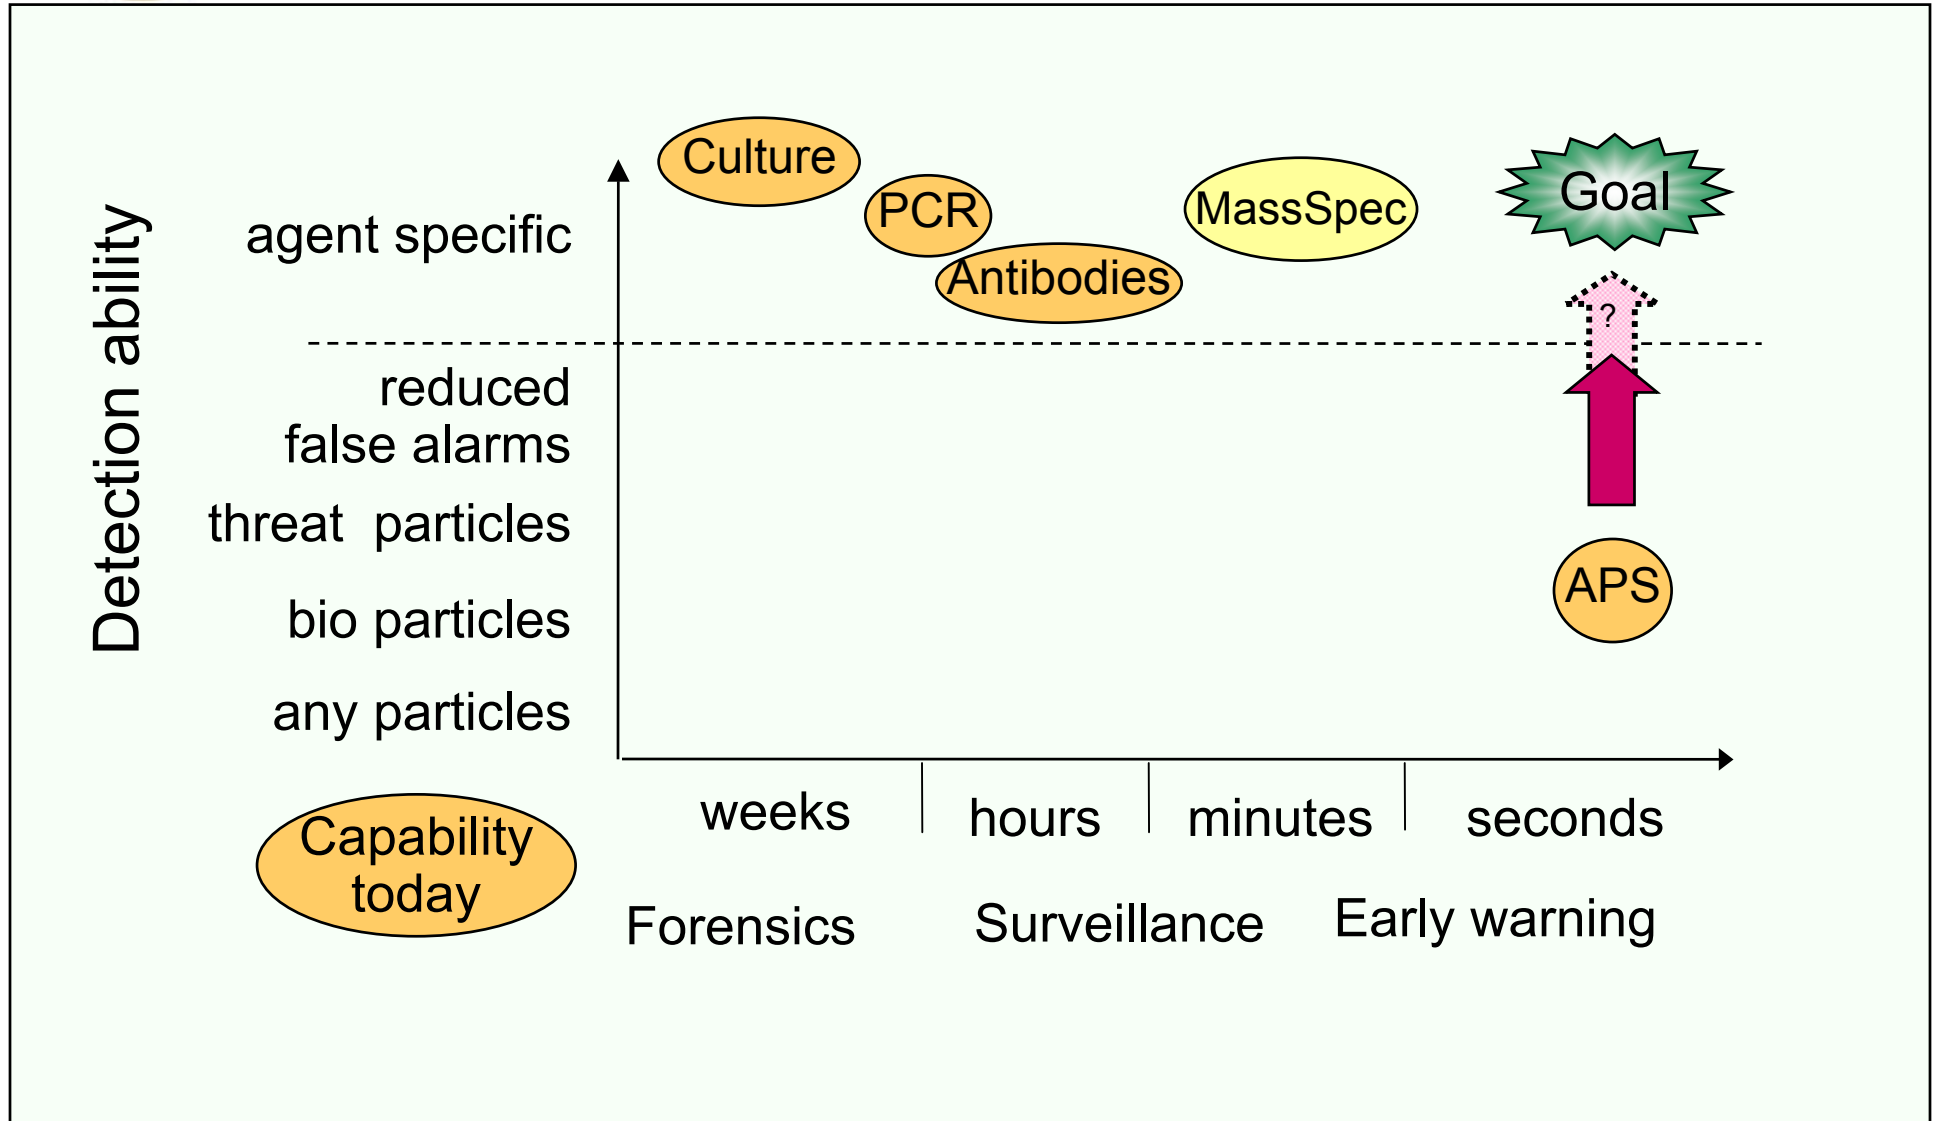 Detection ability
Culture
PCR
MassSpec
Goal
agent specific
Antibodies
?
reduced
false alarms
threat particles
APS
bio particles
any particles
weeks
hours
minutes
seconds
Capability
today
Forensics
Surveillance
Early warning